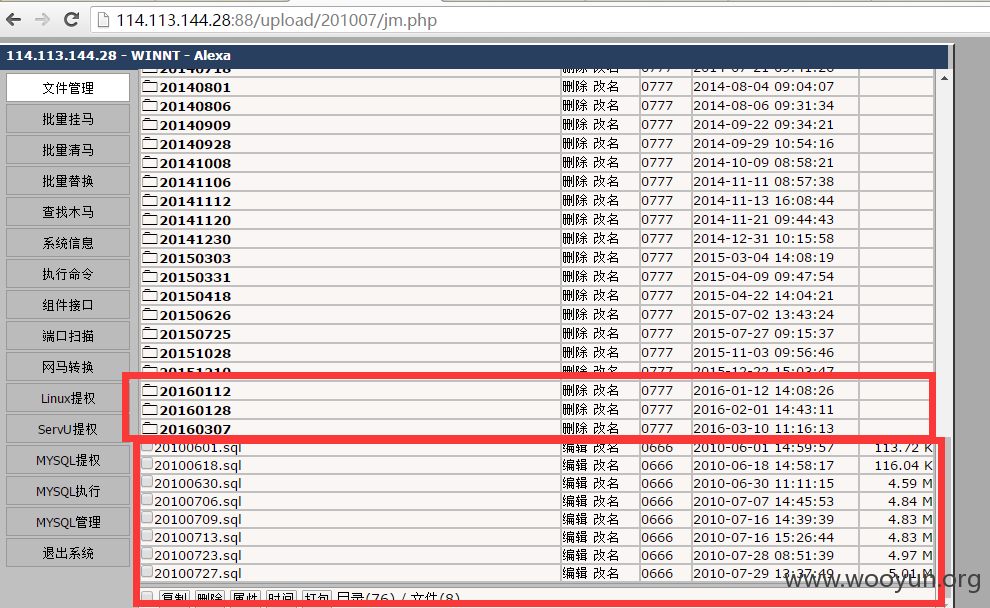 114.113.144.28:88/upload/201007/jm.php
114.113.144.28 - WINNT - Alexa
文件管理
批量挂马
批量清马
批量替换
查找木马
系统信息
执行命令
组件接口
端口扫描
网马转换
Linux提权
ServU提权
MYSQL提权
MYSQL执行
MYSQL管理
退出系统
20140718 删除 改名 0777 2014-07-21 09:41:26
20140801 删除 改名 0777 2014-08-04 09:04:07
20140806 删除 改名 0777 2014-08-06 09:31:34
20140909 删除 改名 0777 2014-09-22 09:34:21
20140928 删除 改名 0777 2014-09-29 10:54:16
20141008 删除 改名 0777 2014-10-09 08:58:21
20141106 删除 改名 0777 2014-11-11 08:57:38
20141112 删除 改名 0777 2014-11-13 16:08:44
20141120 删除 改名 0777 2014-11-21 09:44:43
20141230 删除 改名 0777 2014-12-31 10:15:58
20150303 删除 改名 0777 2015-03-04 14:08:19
20150331 删除 改名 0777 2015-04-09 09:47:54
20150418 删除 改名 0777 2015-04-22 14:04:21
20150626 删除 改名 0777 2015-07-02 13:43:24
20150725 删除 改名 0777 2015-07-27 09:15:37
20151028 删除 改名 0777 2015-11-03 09:56:46
20151210 删除 改名 0777 2015-12-22 15:03:47
20160112 删除 改名 0777 2016-01-12 14:08:26
20160128 删除 改名 0777 2016-02-01 14:43:11
20160307 删除 改名 0777 2016-03-10 11:16:13
20100601.sql 编辑 改名 0666 2010-06-01 14:59:57 113.72 K
20100618.sql 编辑 改名 0666 2010-06-18 14:58:17 116.04 K
20100630.sql 编辑 改名 0666 2010-06-30 11:11:15 4.59 M
20100706.sql 编辑 改名 0666 2010-07-07 14:45:53 4.84 M
20100709.sql 编辑 改名 0666 2010-07-16 14:39:39 4.83 M
20100713.sql 编辑 改名 0666 2010-07-16 15:26:44 4.83 M
20100723.sql 编辑 改名 0666 2010-07-28 08:51:39 4.97 M
20100727.sql 编辑 改名 0666 2010-07-29 13:37:49 5.01 M
复制 删除 属性 时间 打包 目录(76) / 文件(8)
www.wooyun.org